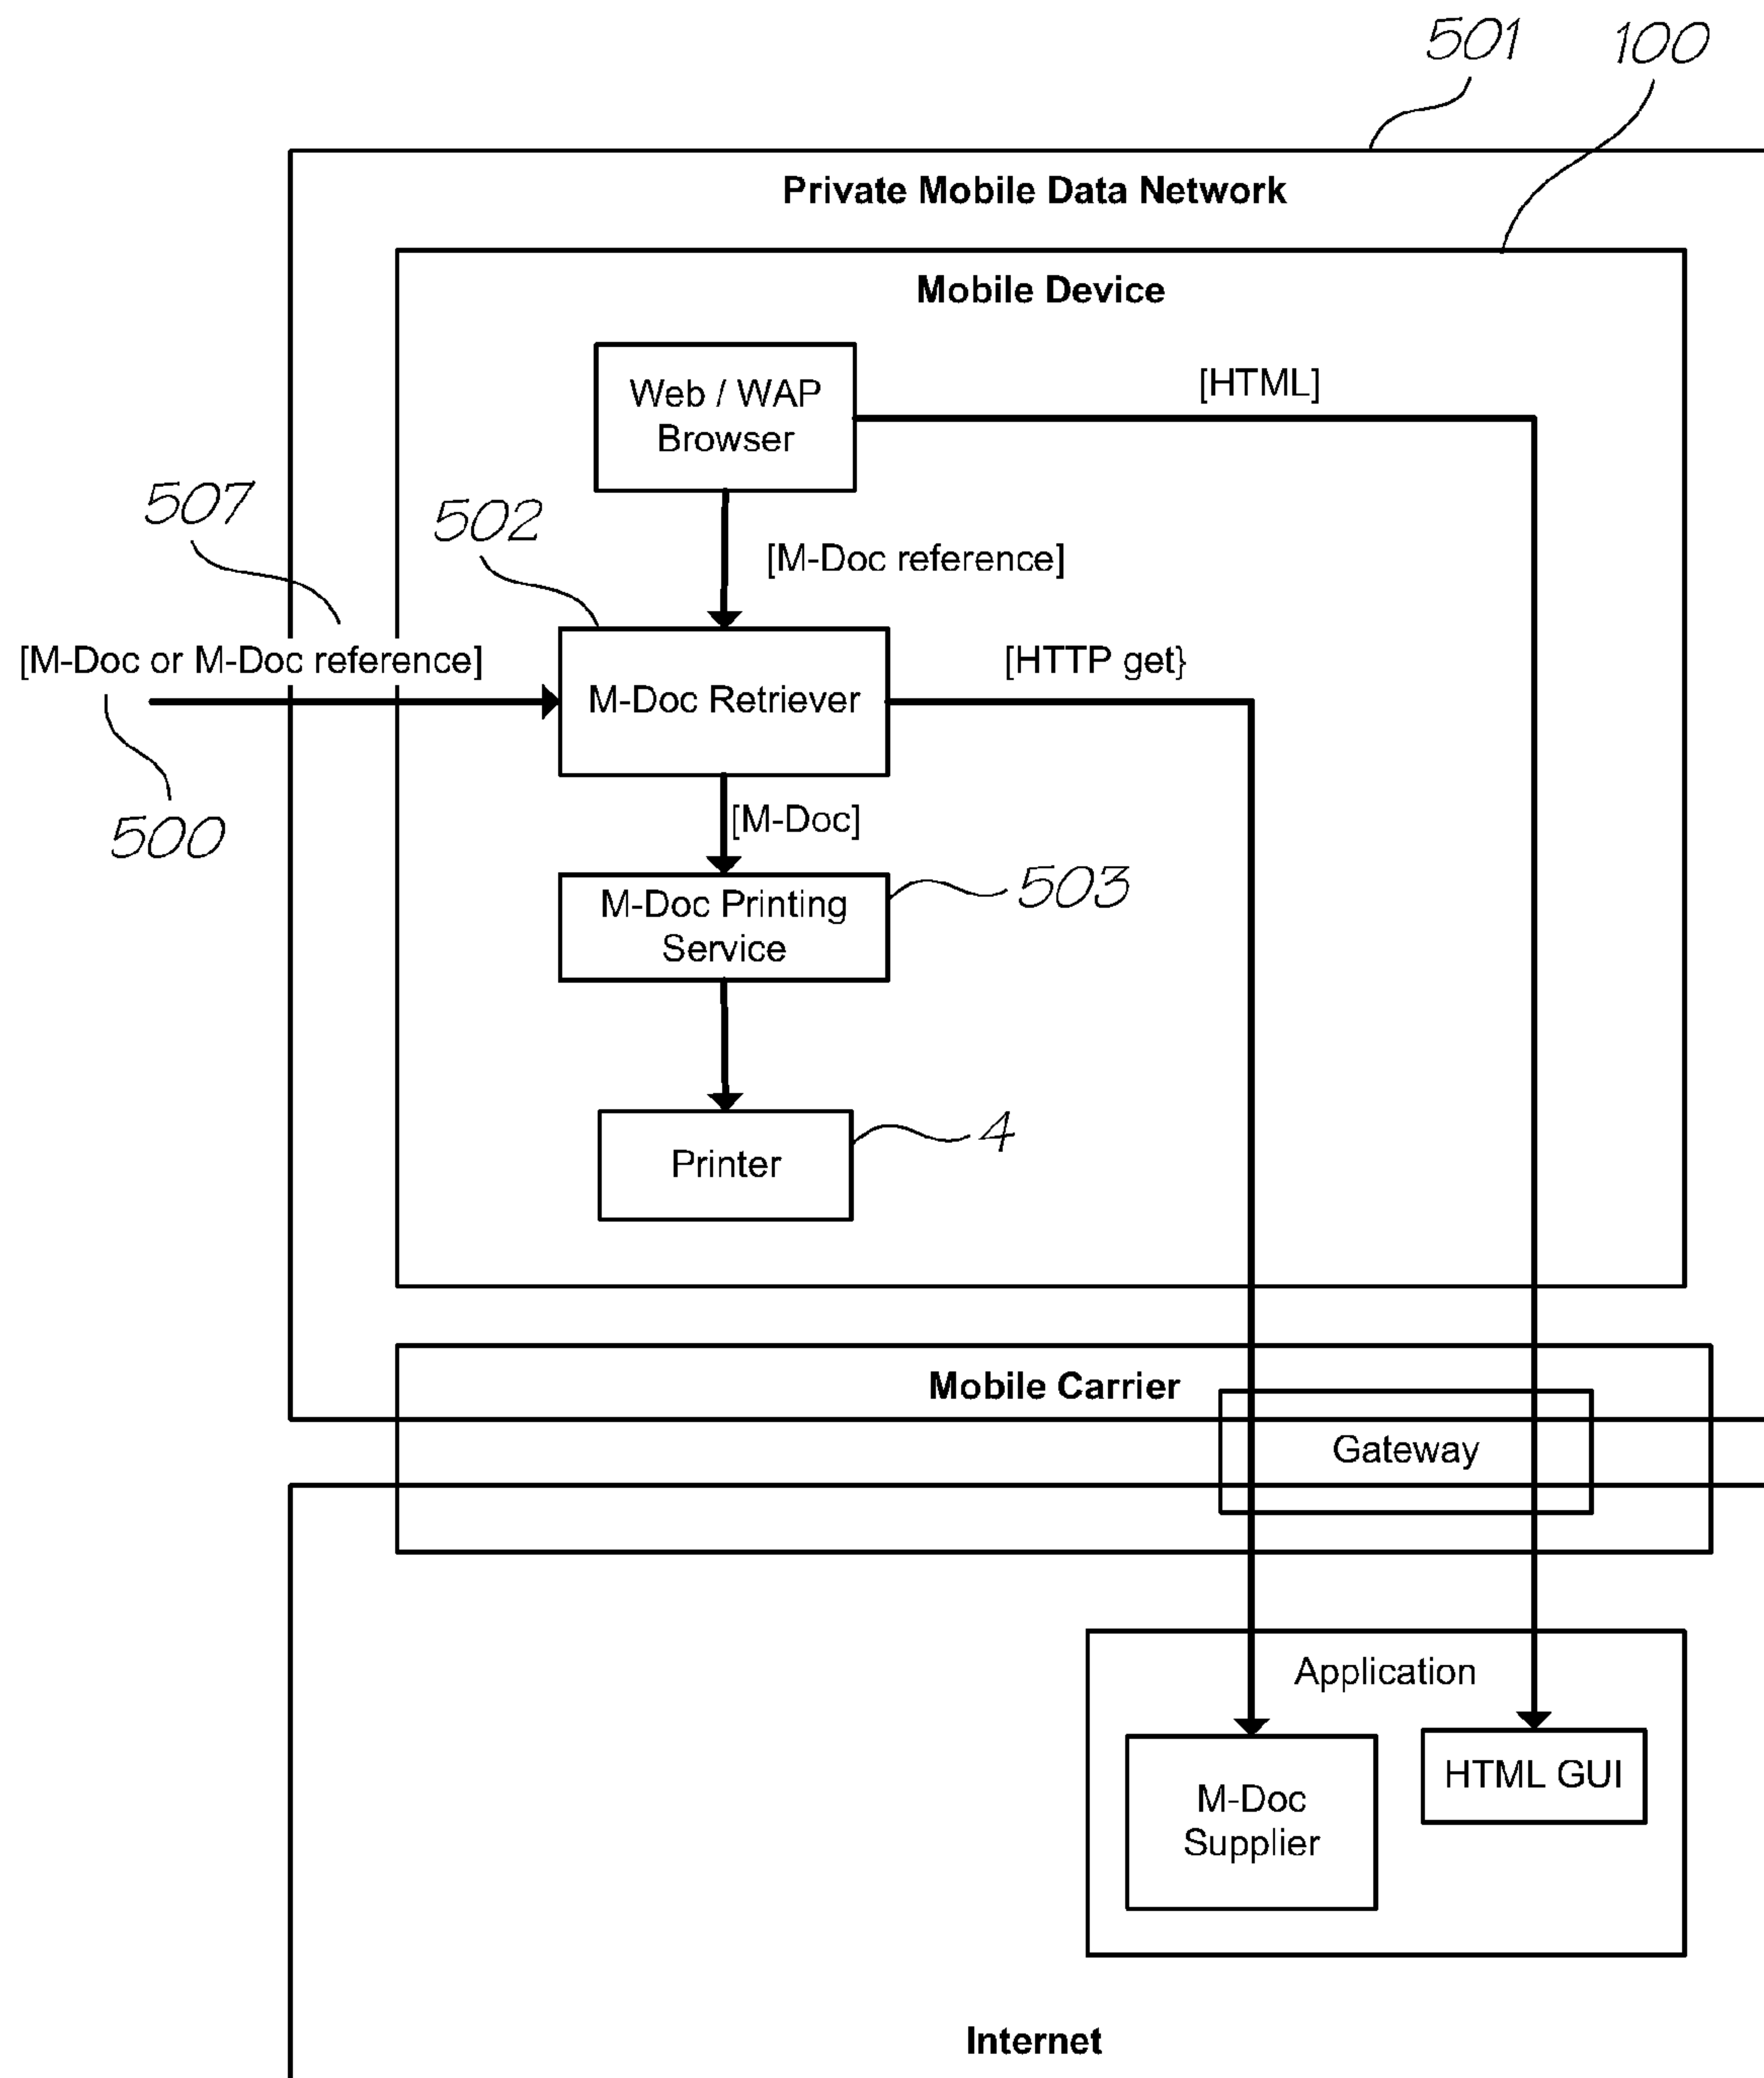 501
100
Private Mobile Data Network
Mobile Device
Web / WAP
Browser
[HTML]
507
502
[M-Doc reference]
[M-Doc or M-Doc reference]
M-Doc Retriever
[HTTP get}
500
[M-Doc]
M-Doc Printing
Service
503
Printer
4
Mobile Carrier
Gateway
Application
M-Doc
Supplier
HTML GUI
Internet